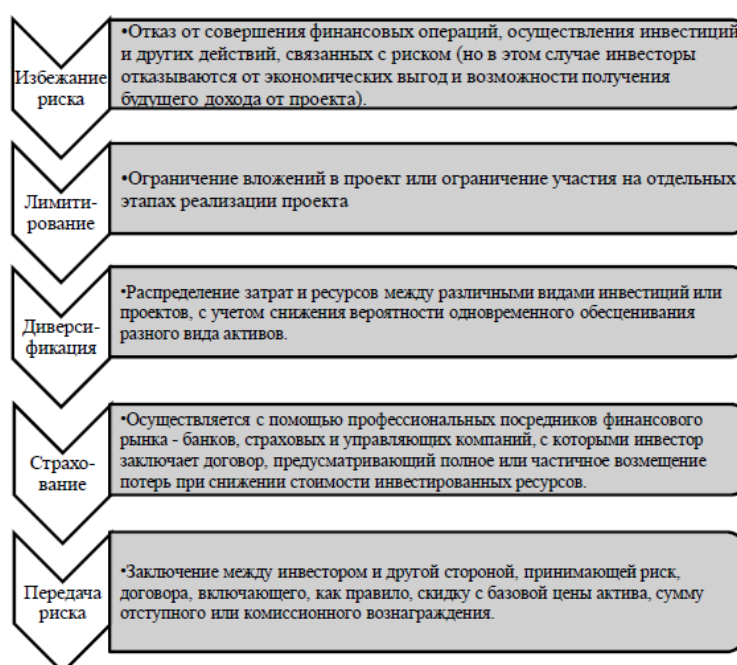 Избежание
риска
•Отказ от совершения финансовых операций, осуществления инвестиций
и других действий, связанных с риском (но в этом случае инвесторы
отказываются от экономических выгод и возможности получения
будущего дохода от проекта).
Лимити-
рование
•Ограничение вложений в проект или ограничение участия на отдельных
этапах реализации проекта
Диверси-
фикация
•Распределение затрат и ресурсов между различными видами инвестиций или
проектов, с учетом снижения вероятности одновременного обесценивания
разного вида активов.
Страхо-
вание
•Осуществляется с помощью профессиональных посредников финансового
рынка - банков, страховых и управляющих компаний, с которыми инвестор
заключает договор, предусматривающий полное или частичное возмещение
потерь при снижении стоимости инвестированных ресурсов.
Передача
риска
•Заключение между инвестором и другой стороной, принимающей риск,
договора, включающего, как правило, скидку с базовой цены актива, сумму
отступного или комиссионного вознаграждения.